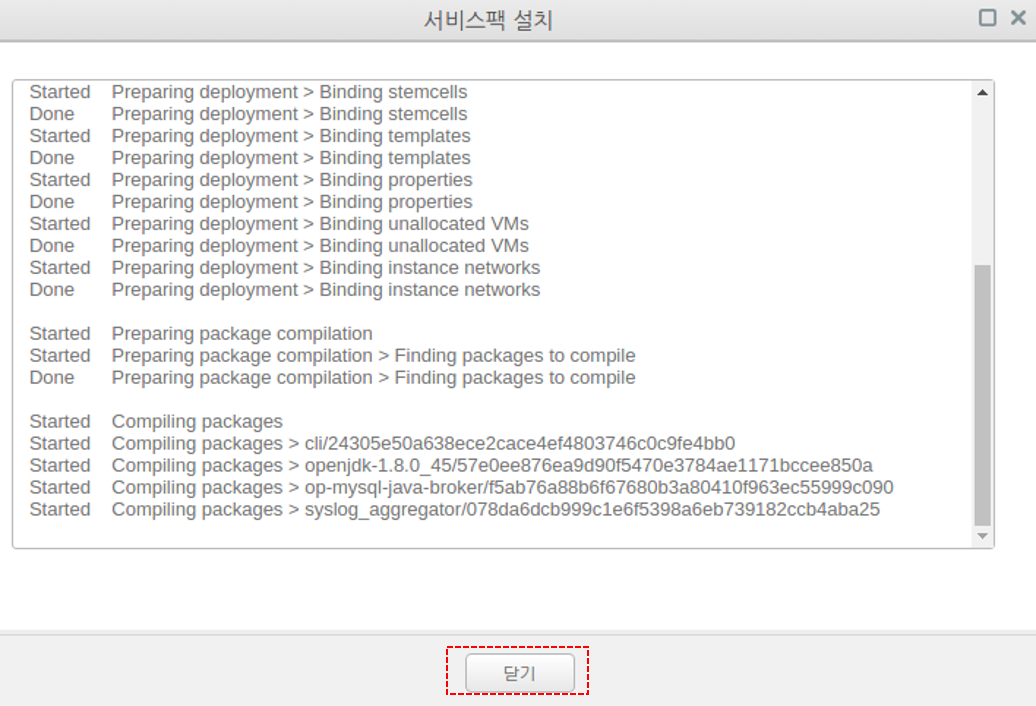 서비스팩 설치
Started Preparing deployment > Binding stemcells
Done Preparing deployment > Binding stemcells
Started Preparing deployment > Binding templates
Done Preparing deployment > Binding templates
Started Preparing deployment > Binding properties
Done Preparing deployment > Binding properties
Started Preparing deployment > Binding unallocated VMs
Done Preparing deployment > Binding unallocated VMs
Started Preparing deployment > Binding instance networks
Done Preparing deployment > Binding instance networks
Started Preparing package compilation
Started Preparing package compilation > Finding packages to compile
Done Preparing package compilation > Finding packages to compile
Started Compiling packages
Started Compiling packages > cli/24305e50a638ece2cace4ef4803746c0c9fe4bb0
Started Compiling packages > openjdk-1.8.0_45/57e0ee876ea9d90f5470e3784ae1171bccee850a
Started Compiling packages > op-mysql-java-broker/f5ab76a88b6f67680b3a80410f963ec55999c090
Started Compiling packages > syslog_aggregator/078da6dcb999c1e6f5398a6eb739182ccb4aba25
닫기